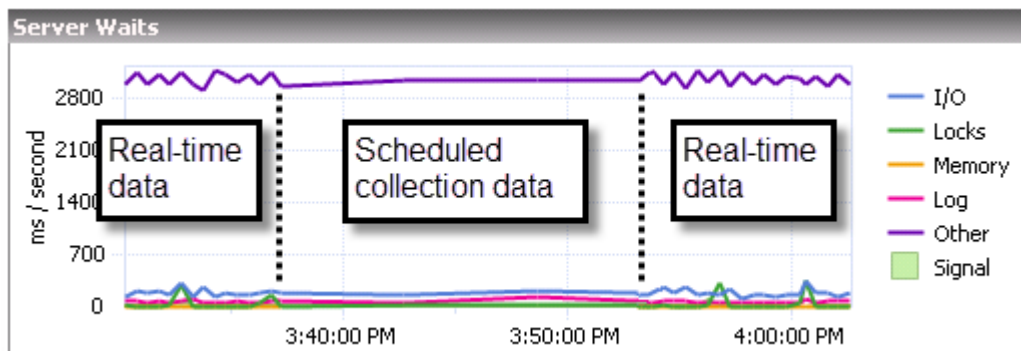 Server Waits
2800
2100
1400
700
0
ms / second
Real-time
data
Scheduled
collection data
Real-time
data
3:40:00 PM
3:50:00 PM
4:00:00 PM
I/O
Locks
Memory
Log
Other
Signal